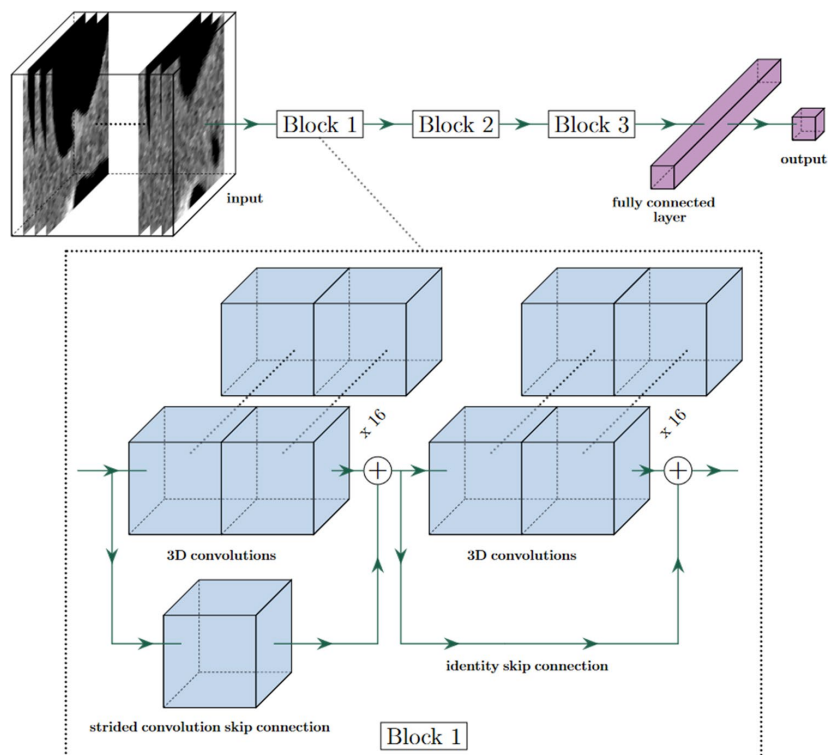 input
Block 1
Block 2
Block 3
fully connected
layer
output
x 16
x 16
+
+
3D convolutions
3D convolutions
identity skip connection
strided convolution skip connection
Block 1